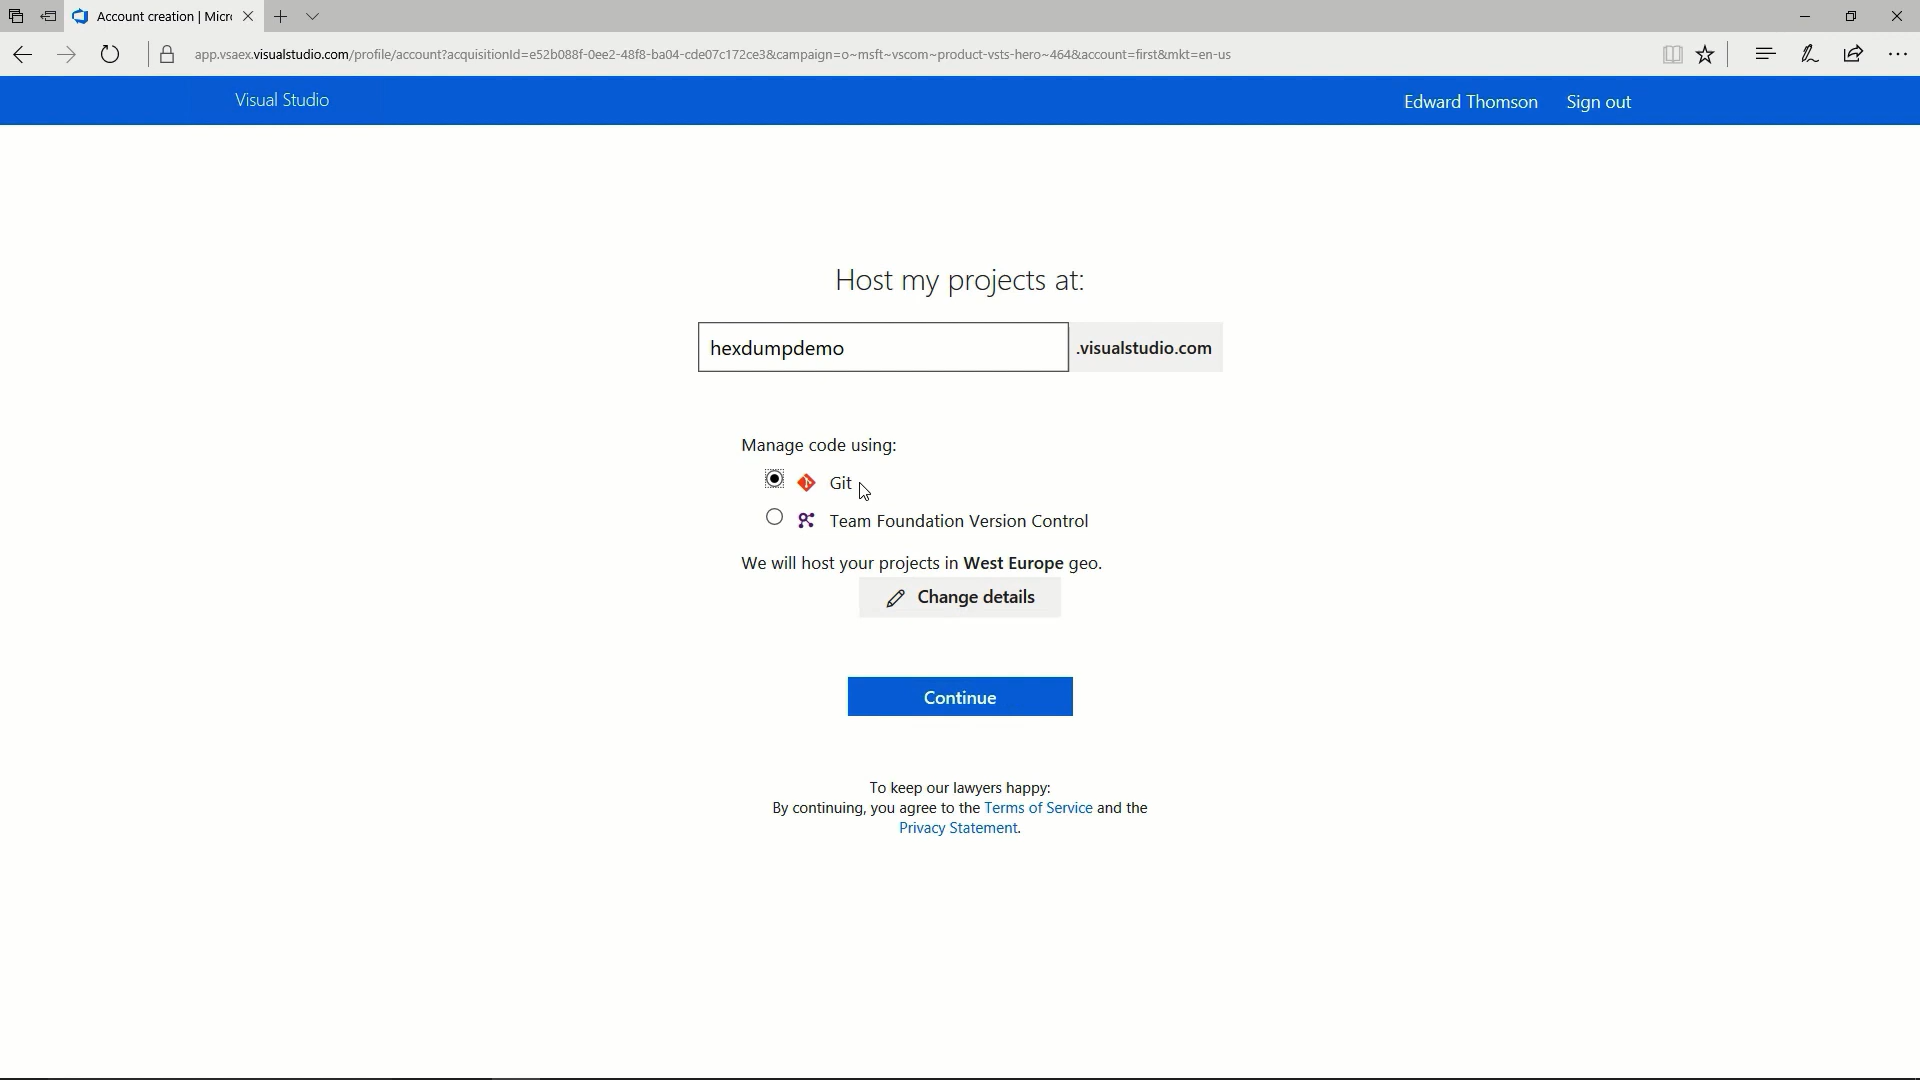 Account creation | Micr
app.vsaex.visualstudio.com/profile/account?acquisitionId=e52b088f-0ee2-48f8-ba04-cde07c172ce3&campaign=o~msft~vscom~product-vsts-hero~464&account=first&mkt=en-us
Visual Studio
Edward Thomson
Sign out
Host my projects at:
hexdumpdemo .visualstudio.com
Manage code using:
Git
Team Foundation Version Control
We will host your projects in West Europe geo.
Change details
Continue
To keep our lawyers happy:
By continuing, you agree to the Terms of Service and the
Privacy Statement.